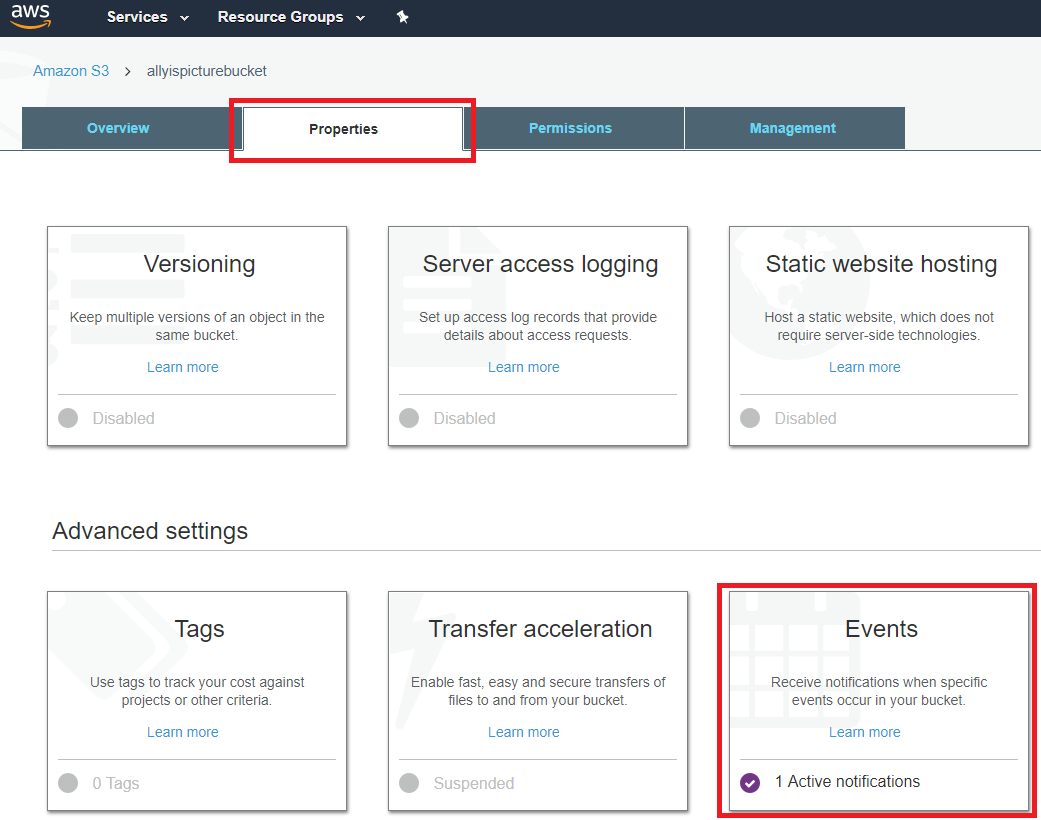 aws Services Resource Groups
Amazon S3 > allyispicturebucket
Overview Properties Permissions Management
Versioning
Keep multiple versions of an object in the
same bucket.
Learn more
Disabled
Server access logging
Set up access log records that provide
details about access requests.
Learn more
Disabled
Static website hosting
Host a static website, which does not
require server-side technologies.
Learn more
Disabled
Advanced settings
Tags
Use tags to track your cost against
projects or other criteria.
Learn more
0 Tags
Transfer acceleration
Enable fast, easy and secure transfers of
files to and from your bucket.
Learn more
Suspended
Events
Receive notifications when specific
events occur in your bucket.
Learn more
1 Active notifications